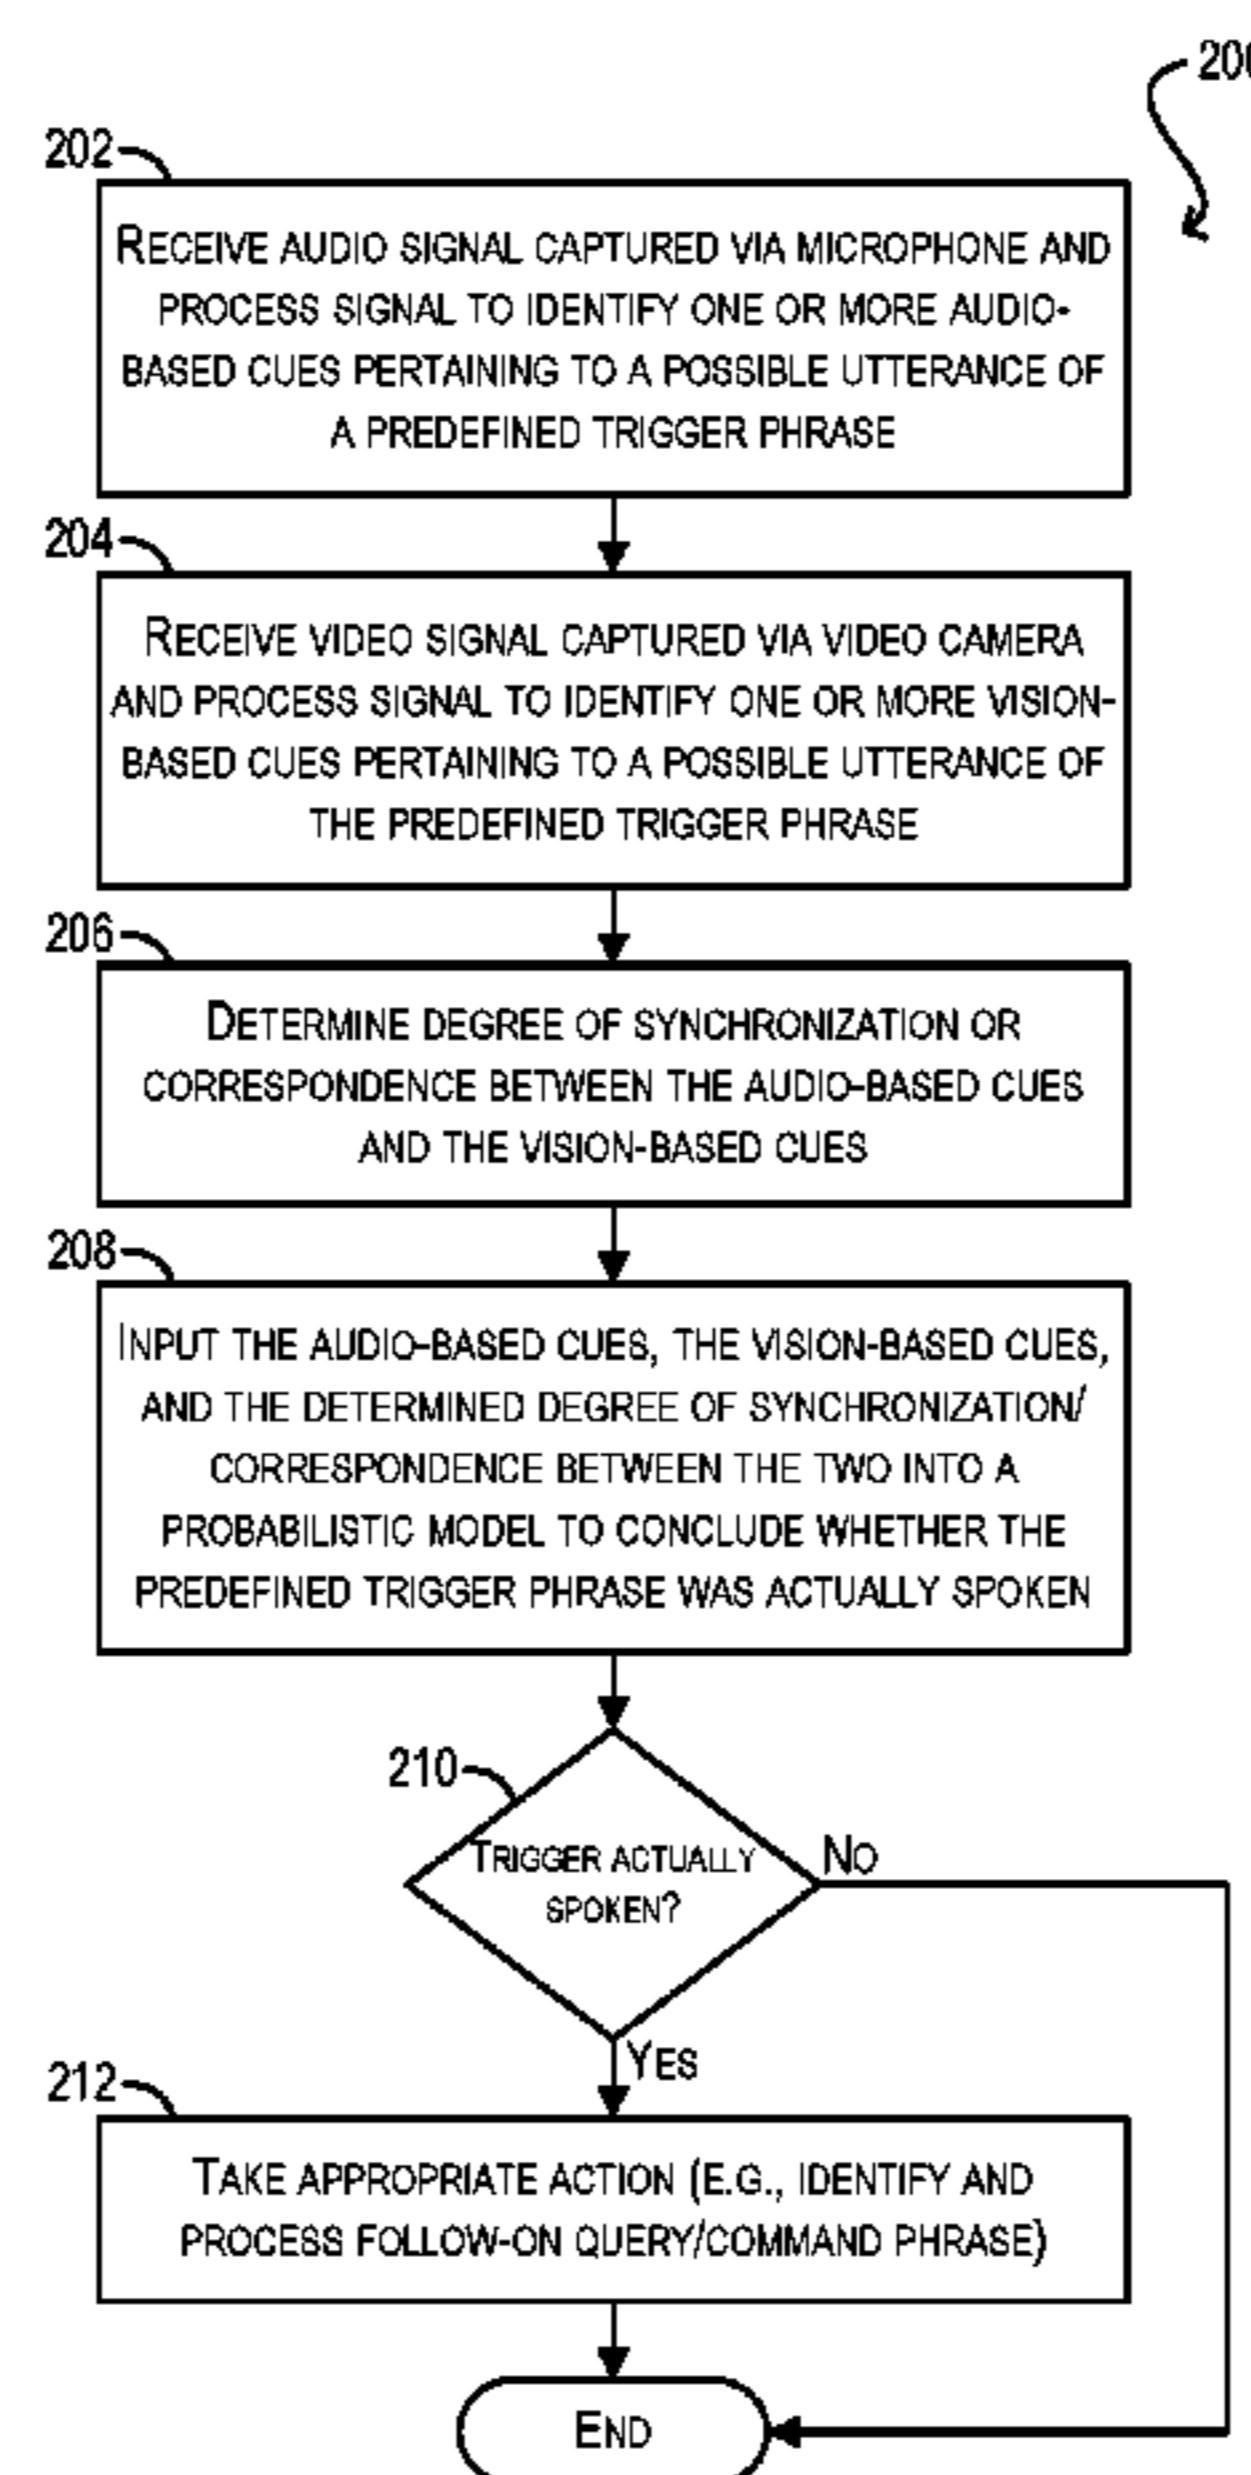 200
202
RECEIVE AUDIO SIGNAL CAPTURED VIA MICROPHONE AND
PROCESS SIGNAL TO IDENTIFY ONE OR MORE AUDIO-
BASED CUES PERTAINING TO A POSSIBLE UTTERANCE OF
A PREDEFINED TRIGGER PHRASE
204
RECEIVE VIDEO SIGNAL CAPTURED VIA VIDEO CAMERA
AND PROCESS SIGNAL TO IDENTIFY ONE OR MORE VISION-
BASED CUES PERTAINING TO A POSSIBLE UTTERANCE OF
THE PREDEFINED TRIGGER PHRASE
206
DETERMINE DEGREE OF SYNCHRONIZATION OR
CORRESPONDENCE BETWEEN THE AUDIO-BASED CUES
AND THE VISION-BASED CUES
208
INPUT THE AUDIO-BASED CUES, THE VISION-BASED CUES,
AND THE DETERMINED DEGREE OF SYNCHRONIZATION/
CORRESPONDENCE BETWEEN THE TWO INTO A
PROBABILISTIC MODEL TO CONCLUDE WHETHER THE
PREDEFINED TRIGGER PHRASE WAS ACTUALLY SPOKEN
210
TRIGGER ACTUALLY
SPOKEN?
NO
YES
212
TAKE APPROPRIATE ACTION (E.G., IDENTIFY AND
PROCESS FOLLOW-ON QUERY/COMMAND PHRASE)
END